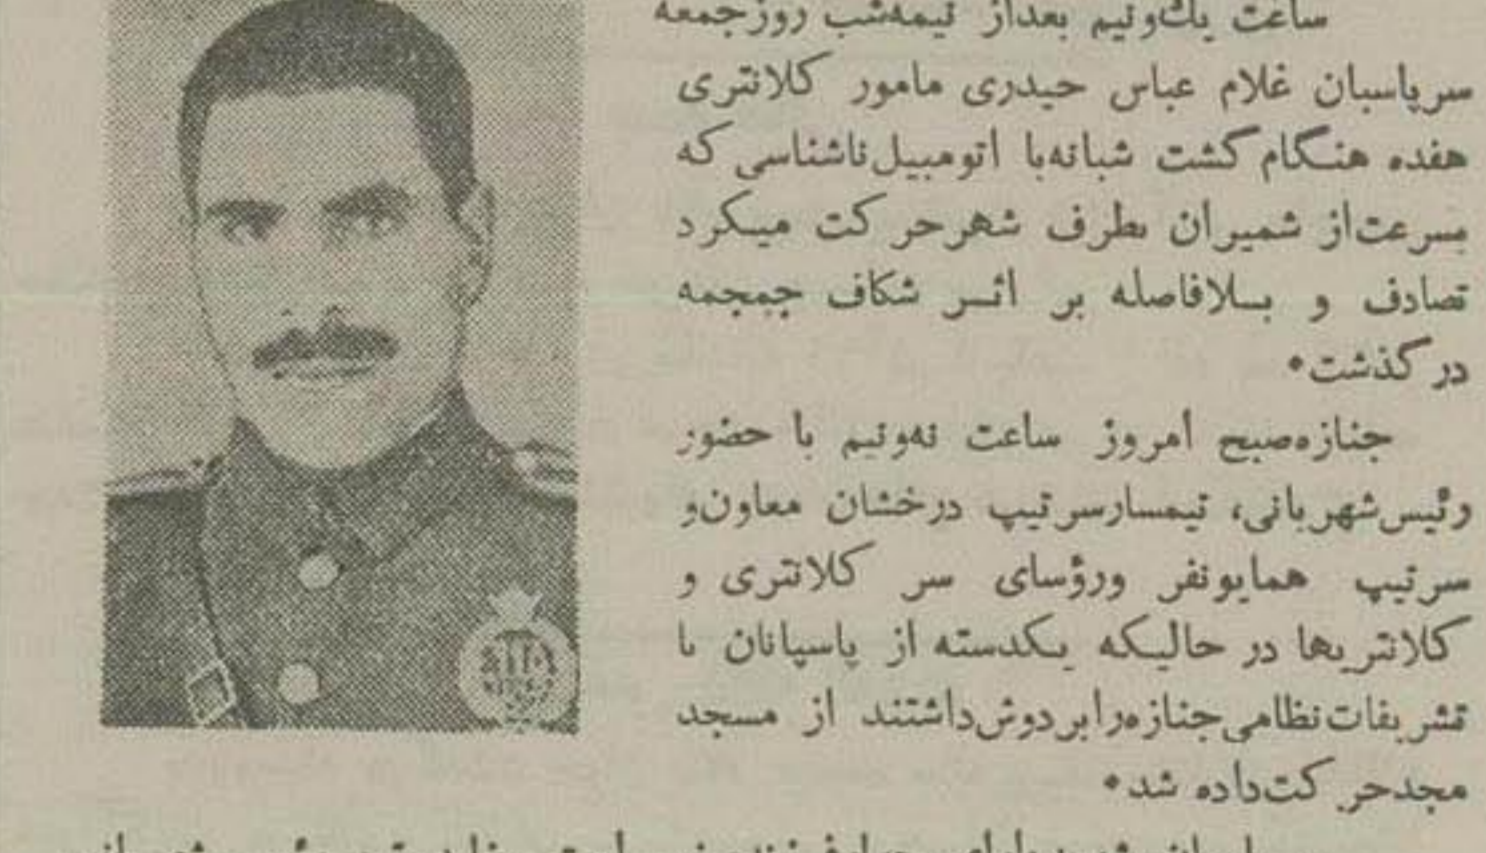 ساعت یک‌ونیم بعداز نیمه‌شب روزجمعه
سرپاسبان غلام عباس حیدری مامور کلانتری
هفده هنگام گشت شبانه‌با اتومبیل ناشناسی که
بسرعت‌از شمیران بطرف شهرحرکت میکرد
تصادف و بلافاصله بر اثر شکاف جمجمه
درگذشت.
جنازه‌صبح امروز ساعت نه‌ونیم با حضور
رئیس‌شهربانی، تیمسارسرتیپ درخشان معاون‌و
سرتیپ همایونفر ورؤسای سر کلانتری و
کلانتریها در حالیکه یکدسته از پاسبانان با
تشریفات‌نظامی‌جنازه‌رابردوش‌داشتند از مسجد
مجدحرکت‌داده شد.